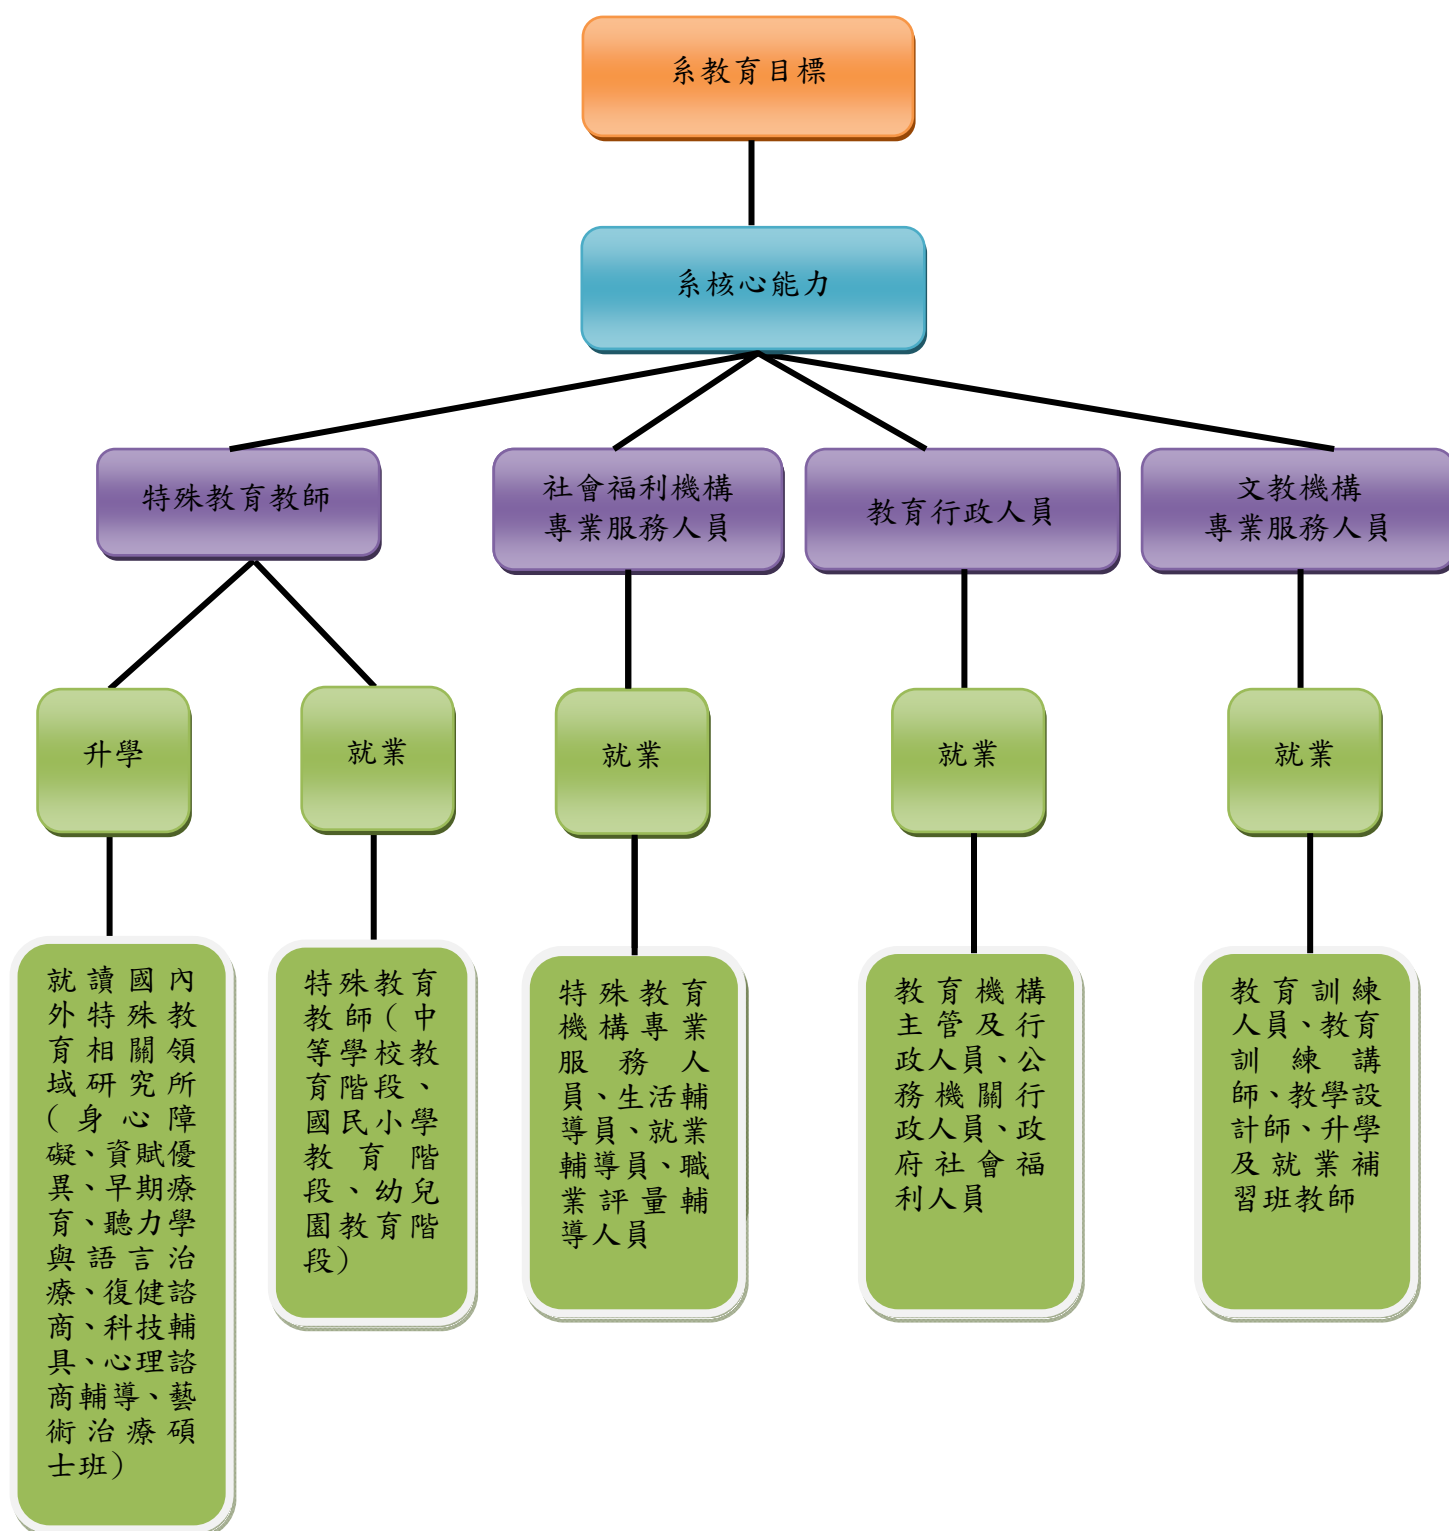 系教育目標
系核心能力
特殊教育教師
社會福利機構
專業服務人員
教育行政人員
文教機構
專業服務人員
升學
就業
就業
就業
就業
就讀國內
外特殊教
育相關領
域研究所
（身心障
礙、資賦優
異、早期療
育、聽力學
與語言治
療、復健諮
商、科技輔
具、心理諮
商輔導、藝
術治療碩
士班）
特殊教育
教師（中
等學校教
育階段、
國民小學
教育階
段、幼兒
園教育階
段）
特殊教育
機構專業
服務人
員、生活輔
導員、就業
輔導員、職
業評量輔
導人員
教育機構
主管及行
政人員、公
務機關行
政人員、政
府社會福
利人員
教育訓練
人員、教育
訓練講
師、教學設
計師、升學
及就業補
習班教師